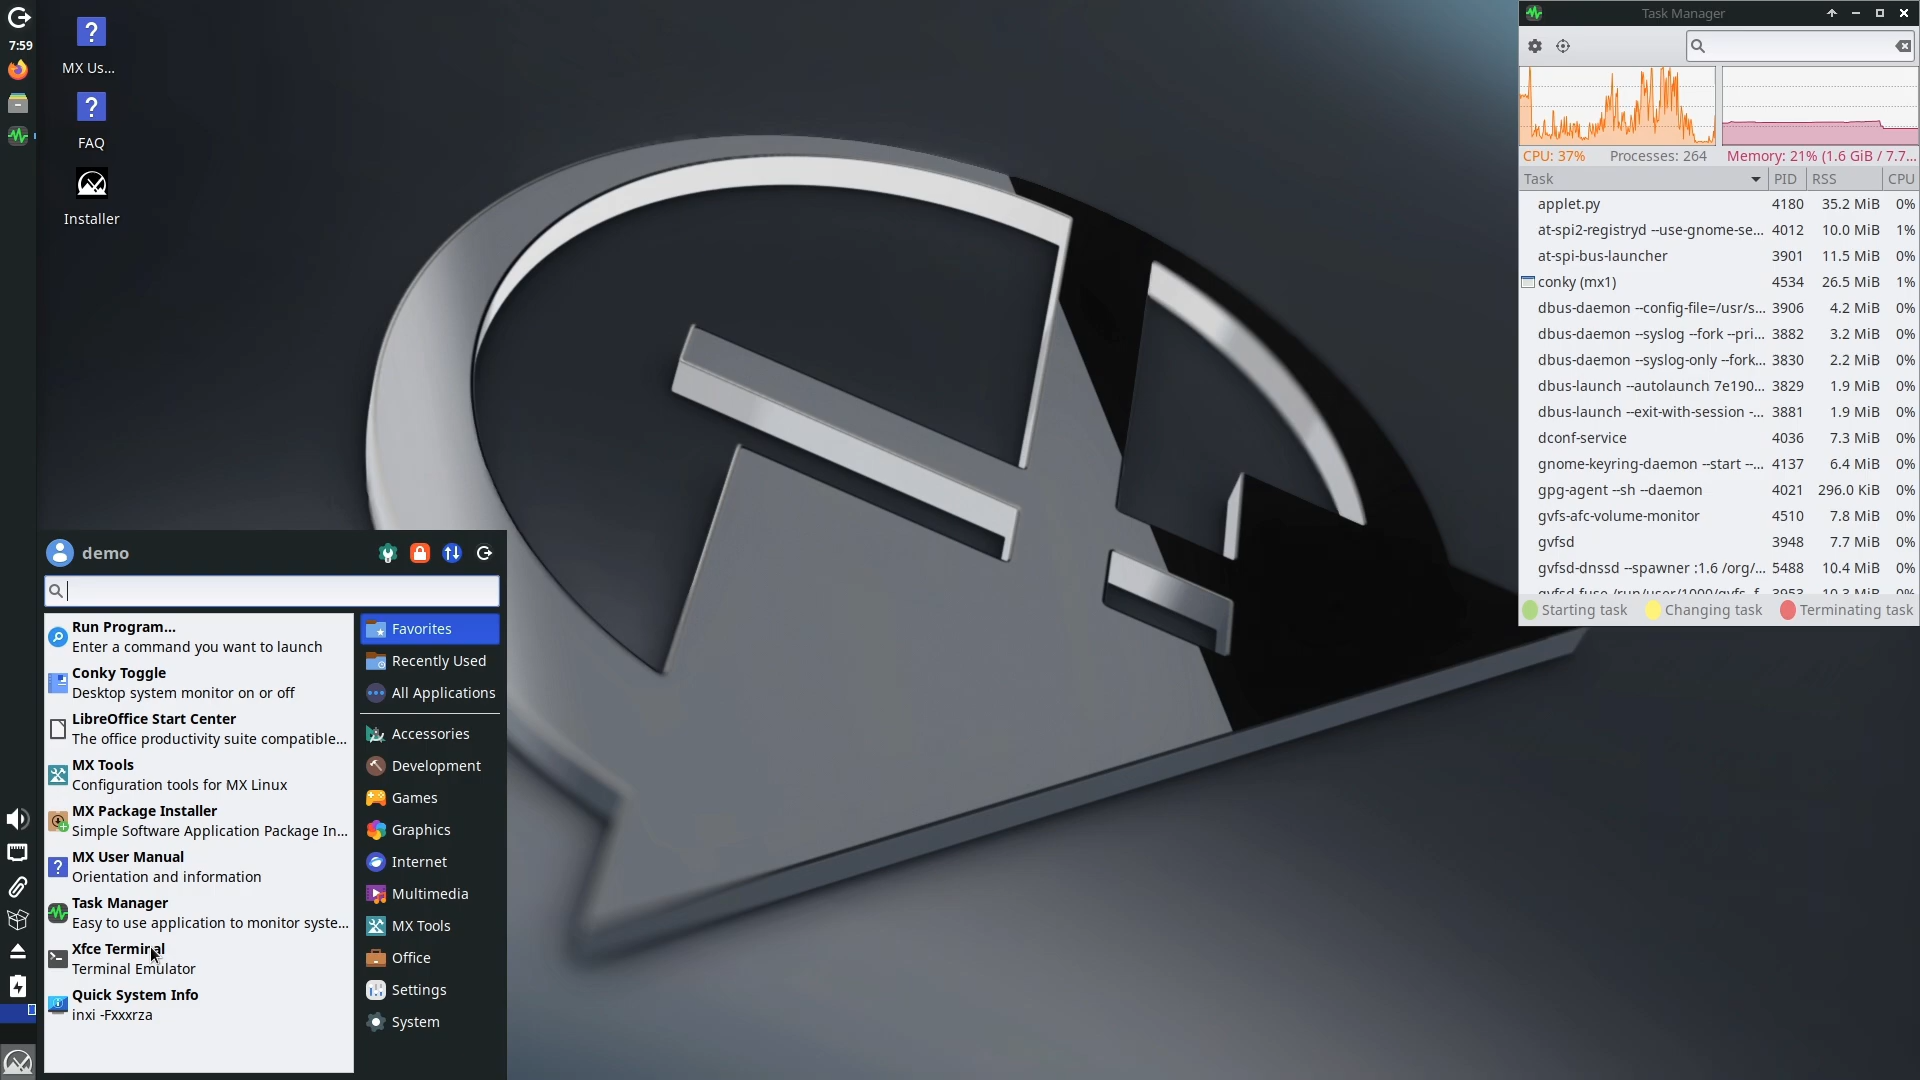 7:59
MX Us...
FAQ
Installer
demo
Run Program...
Enter a command you want to launch
Conky Toggle
Desktop system monitor on or off
LibreOffice Start Center
The office productivity suite compatible...
MX Tools
Configuration tools for MX Linux
MX Package Installer
Simple Software Application Package In...
MX User Manual
Orientation and information
Task Manager
Easy to use application to monitor syste...
Xfce Terminal
Terminal Emulator
Quick System Info
inxi -Fxxxrza
Favorites
Recently Used
All Applications
Accessories
Development
Games
Graphics
Internet
Multimedia
MX Tools
Office
Settings
System
Task Manager
CPU: 37% Processes: 264 Memory: 21% (1.6 GiB / 7.7...
Task PID RSS CPU
applet.py 4180 35.2 MiB 0%
at-spi2-registryd --use-gnome-se... 4012 10.0 MiB 1%
at-spi-bus-launcher 3901 11.5 MiB 0%
conky (mx1) 4534 26.5 MiB 1%
dbus-daemon --config-file=/usr/s... 3906 4.2 MiB 0%
dbus-daemon --syslog --fork --pri... 3882 3.2 MiB 0%
dbus-daemon --syslog-only --fork... 3830 2.2 MiB 0%
dbus-launch --autolaunch 7e190... 3829 1.9 MiB 0%
dbus-launch --exit-with-session -... 3881 1.9 MiB 0%
dconf-service 4036 7.3 MiB 0%
gnome-keyring-daemon --start --... 4137 6.4 MiB 0%
gpg-agent --sh --daemon 4021 296.0 KiB 0%
gvfs-afc-volume-monitor 4510 7.8 MiB 0%
gvfsd 3948 7.7 MiB 0%
gvfsd-dnssd --spawner :1.6 /org/... 5488 10.4 MiB 0%
gvfsd-fuse /run/user/1000/gvfs -f 3953 10.3 MiB 0%
Starting task Changing task Terminating task